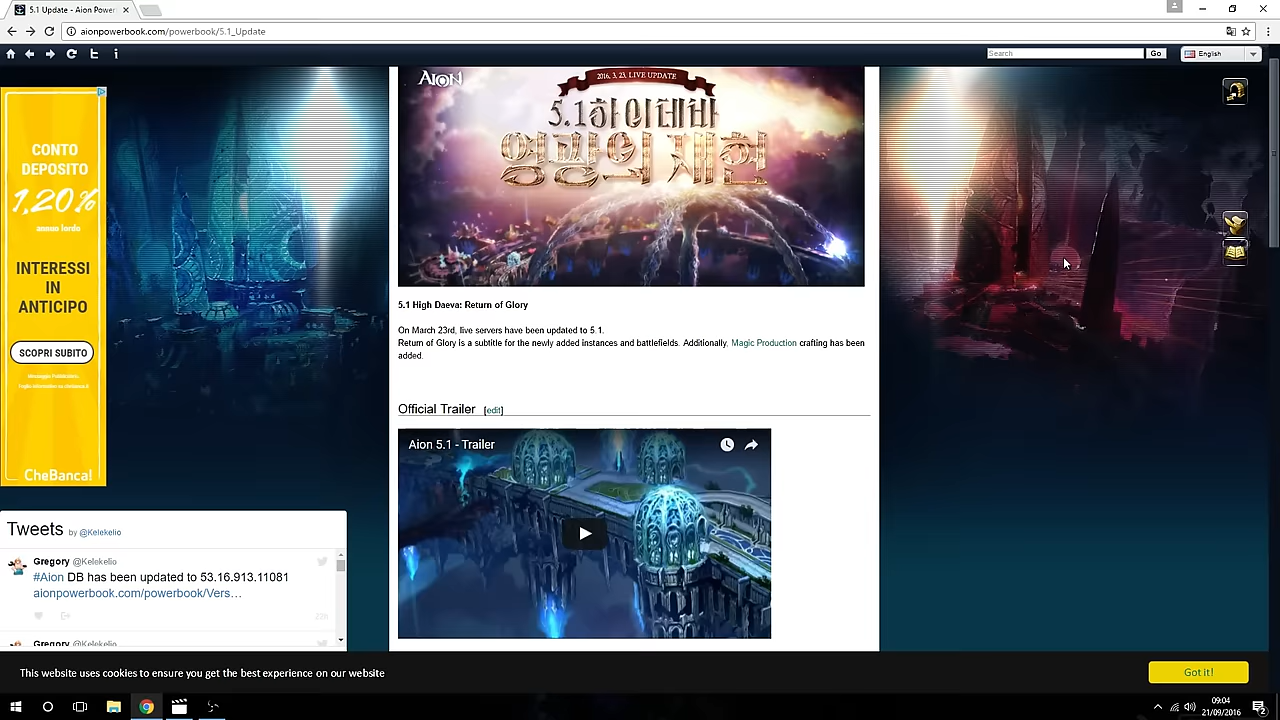 5.1 Update - Aion Power
aionpowerbook.com/powerbook/5.1_Update
Search
Go
English
AION
2016, 3, 23, LIVE UPDATE
5.1 하이데바
영광의 재현
CONTO
DEPOSITO
1,20%
annuo lordo
INTERESSI
IN
ANTICIPO
SCOPRI SUBITO
CheBanca!
5.1 High Daeva: Return of Glory
On March 23rd, live servers have been updated to 5.1.
Return of Glory is a subtitle for the newly added instances and battlefields. Additionally, Magic Production crafting has been
added.
Official Trailer [edit]
Aion 5.1 - Trailer
Tweets by @Kelekelio
Gregory @Kelekelio
#Aion DB has been updated to 53.16.913.11081
aionpowerbook.com/powerbook/Vers…
Gregory @Kelekelio
This website uses cookies to ensure you get the best experience on our website
Got it!
09:04
21/09/2016